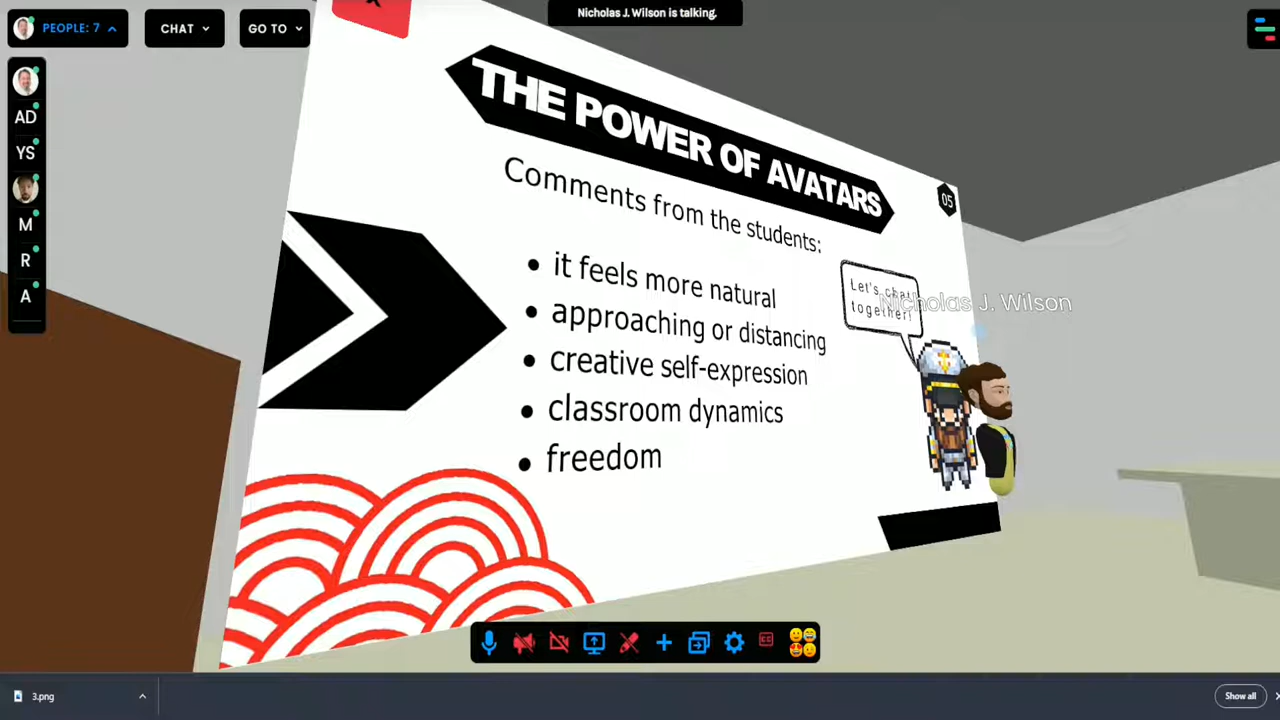 PEOPLE: 7
CHAT
GO TO
Nicholas J. Wilson is talking.
AD
YS
M
R
A
THE POWER OF AVATARS
05
Comments from the students:
• it feels more natural
• approaching or distancing
• creative self-expression
• classroom dynamics
• freedom
Let's chat
together!
Nicholas J. Wilson
CC
3.png
Show all